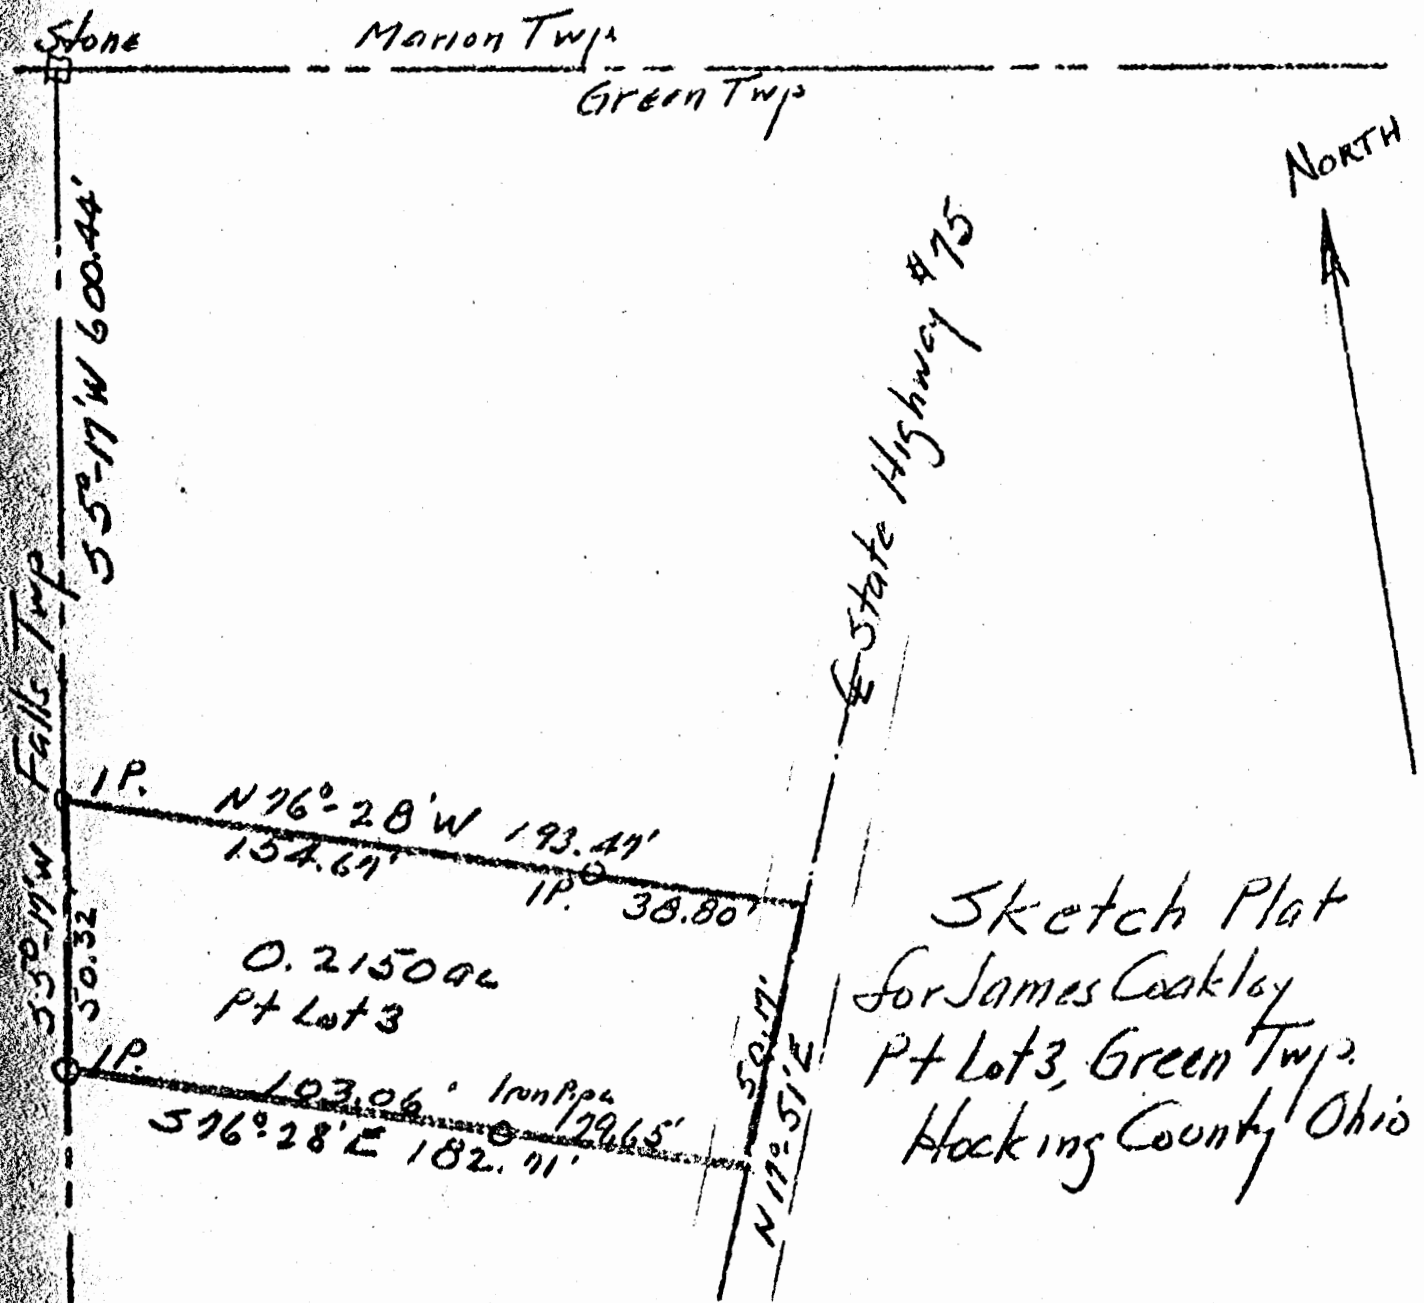 Stone
Marion Twp.
Green Twp
NORTH
S 5°-17'W 600.44'
℄ State Highway #75
Falls Twp
I P.
N 76°-28'W 193.47'
154.67'
I P.
38.80'
S 5°-17'W
50.32
0.2150 ac
Pt Lot 3
50.17'
N 17°-51'E
I P.
103.06'
Iron Pipe
79.65'
S 76°-28'E 182.71'
Sketch Plat
for James Coakley
Pt Lot 3, Green Twp.
Hocking County Ohio